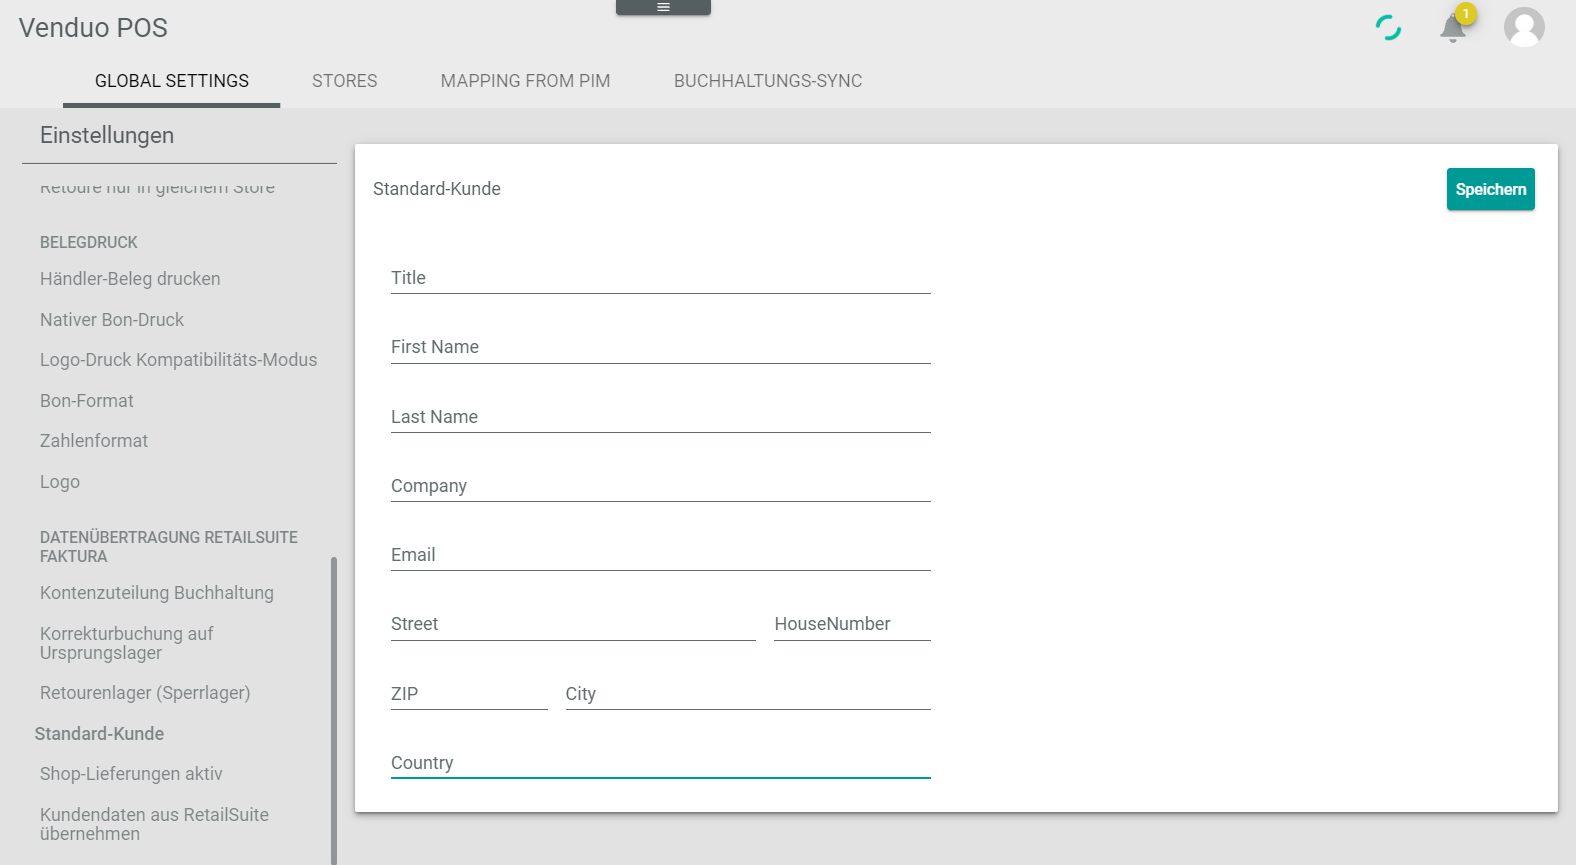 Venduo POS
1
GLOBAL SETTINGS
STORES
MAPPING FROM PIM
BUCHHALTUNGS-SYNC
Einstellungen
Retoure nur in gleichem Store
BELEGDRUCK
Händler-Beleg drucken
Nativer Bon-Druck
Logo-Druck Kompatibilitäts-Modus
Bon-Format
Zahlenformat
Logo
DATENÜBERTRAGUNG RETAILSUITE
FAKTURA
Kontenzuteilung Buchhaltung
Korrekturbuchung auf
Ursprungslager
Retourenlager (Sperrlager)
Standard-Kunde
Shop-Lieferungen aktiv
Kundendaten aus RetailSuite
übernehmen
Standard-Kunde
Speichern
Title
First Name
Last Name
Company
Email
Street
HouseNumber
ZIP
City
Country